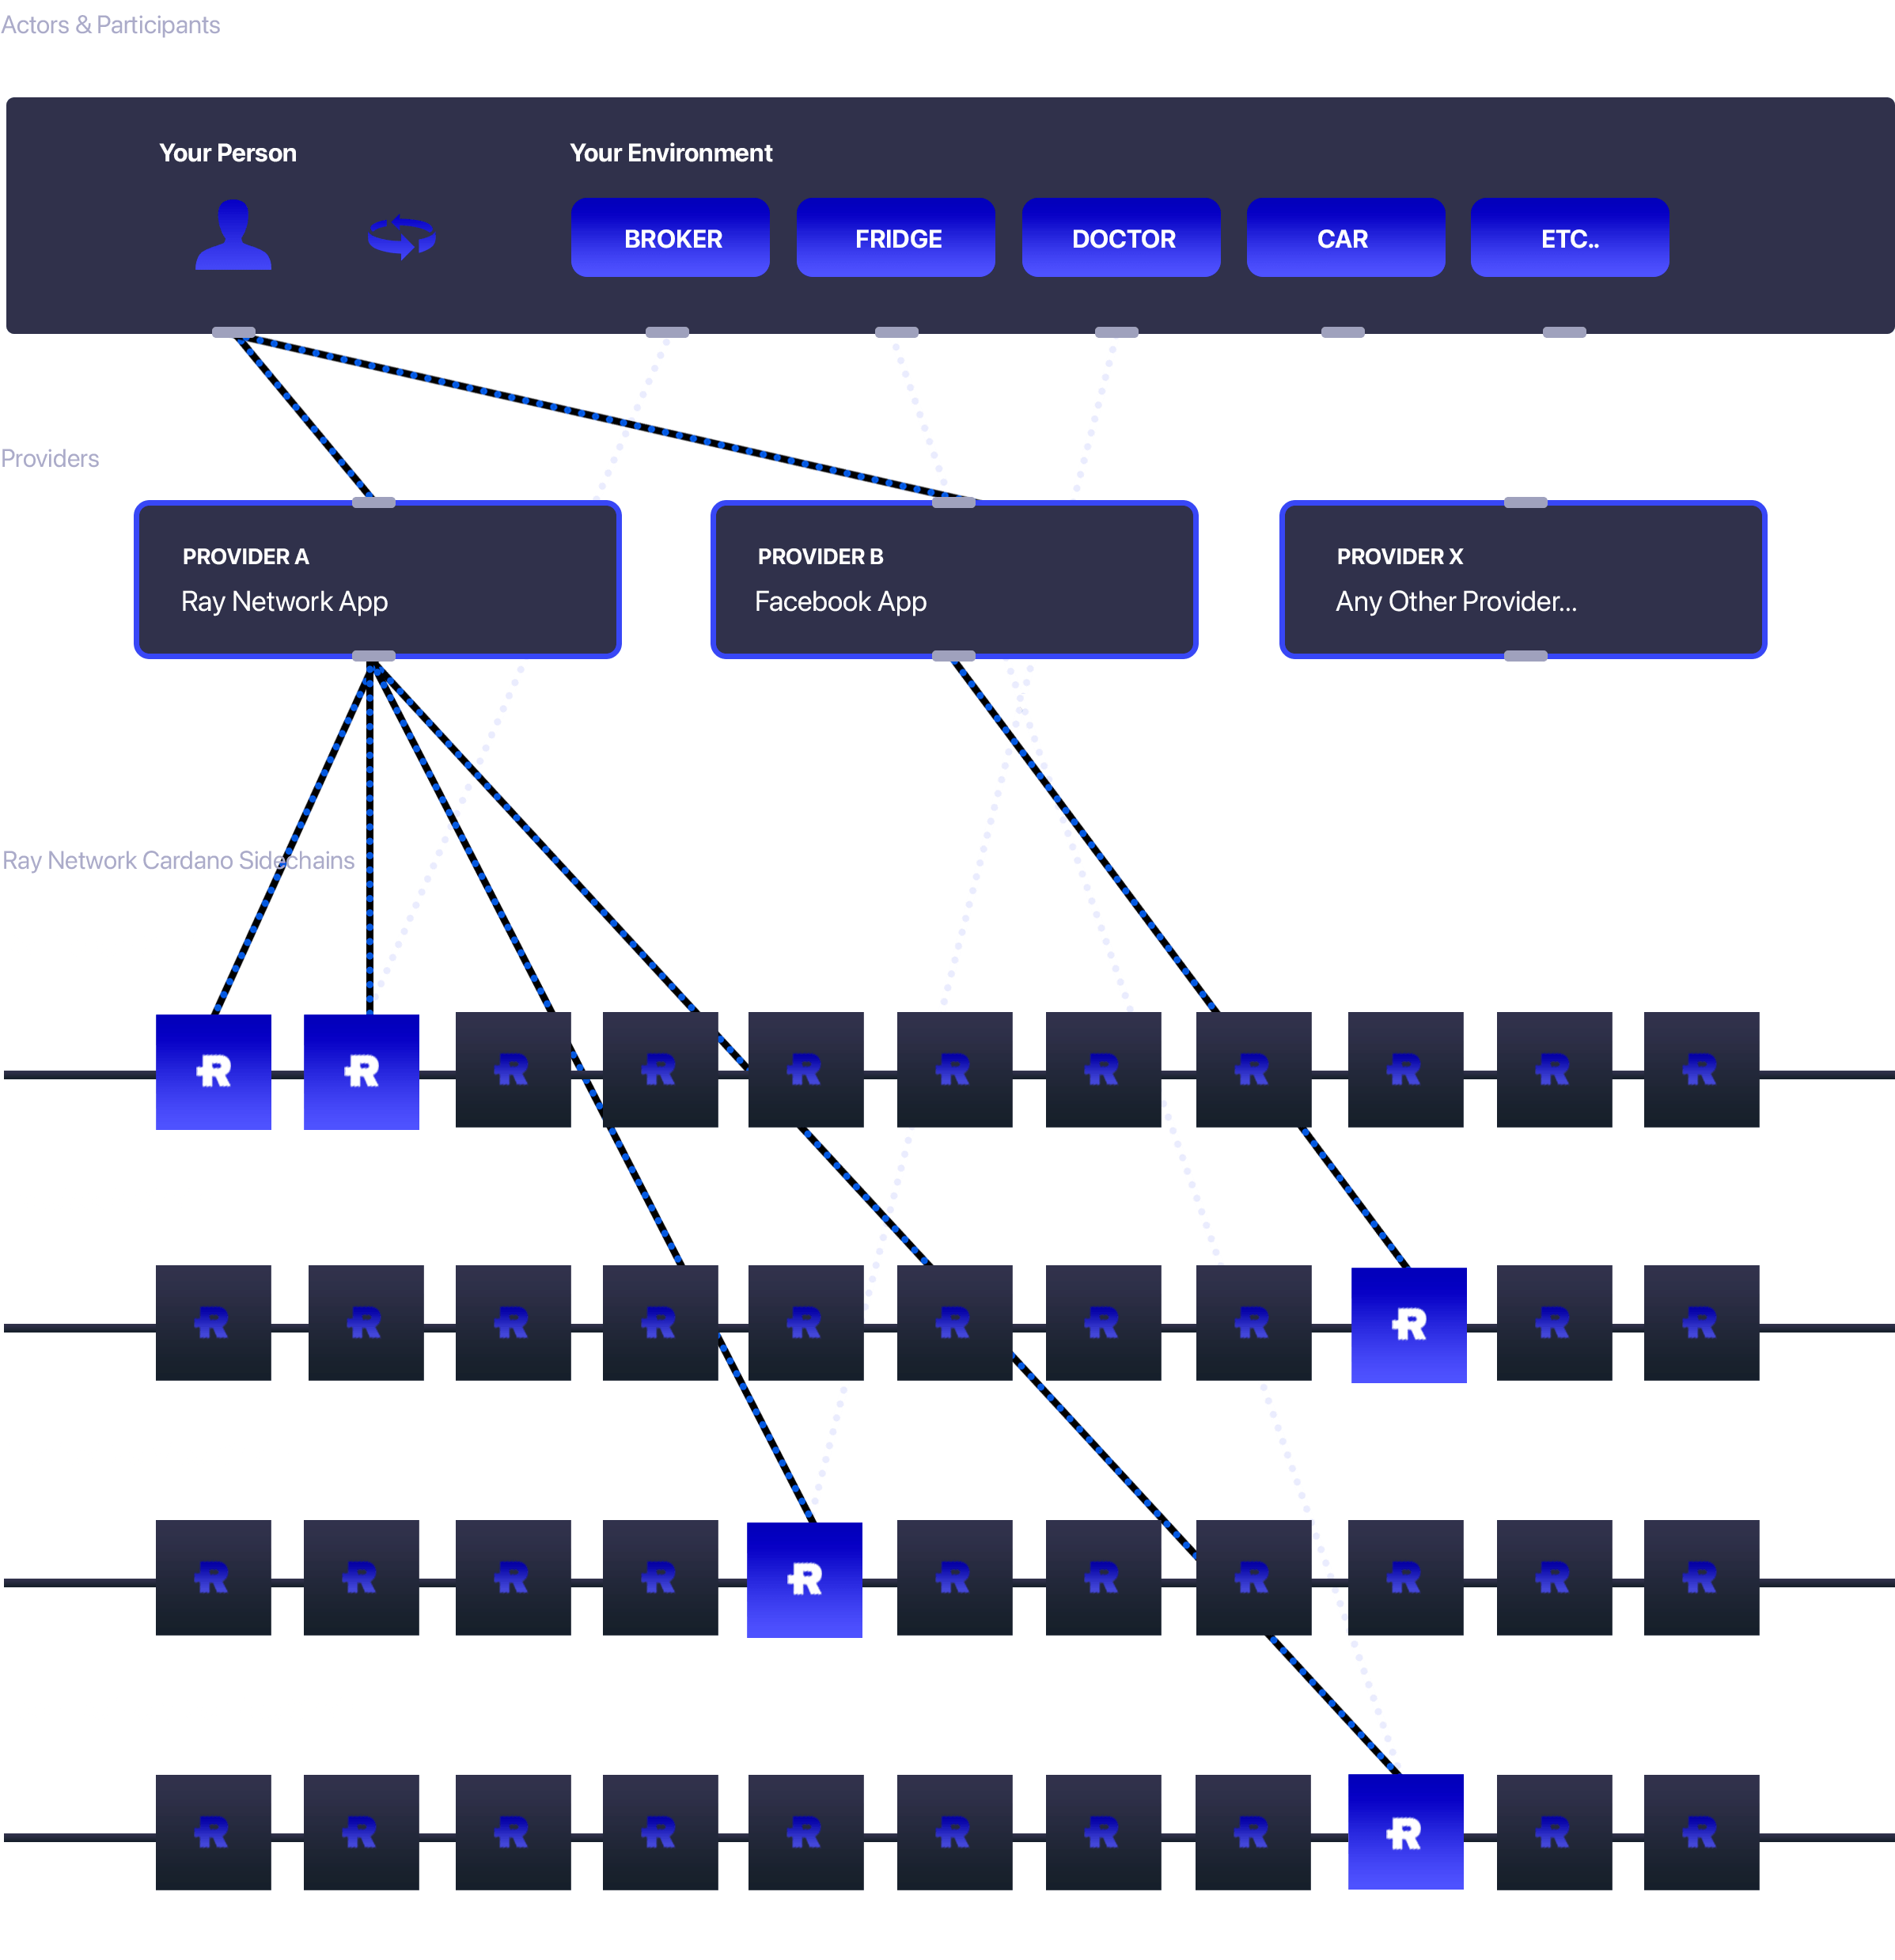 Actors & Participants
Your Person
Your Environment
BROKER
FRIDGE
DOCTOR
CAR
ETC..
Providers
PROVIDER A
Ray Network App
PROVIDER B
Facebook App
PROVIDER X
Any Other Provider...
Ray Network Cardano Sidechains
R R R R R R R R R R R
R R R R R R R R R R R
R R R R R R R R R R R
R R R R R R R R R R R